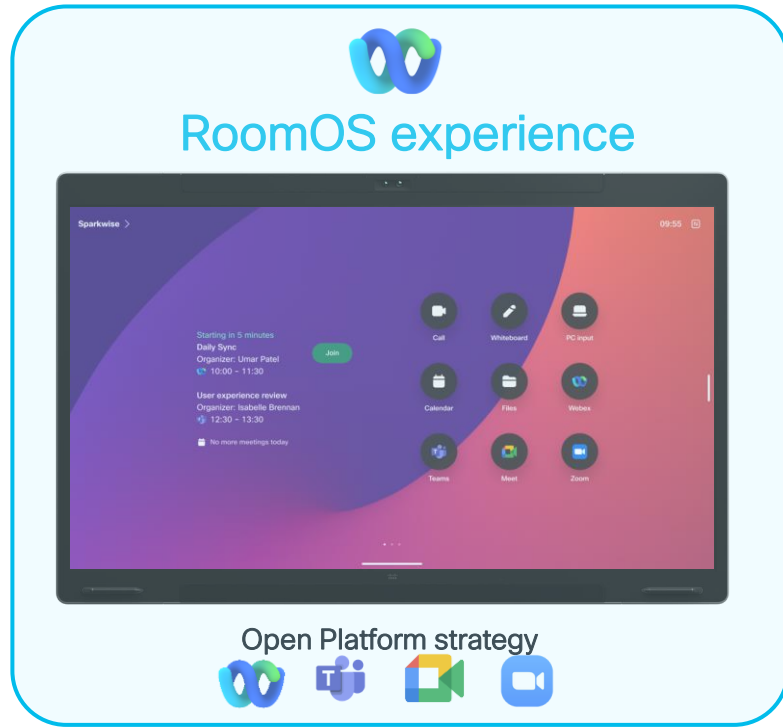 RoomOS experience
Sparkwise
09:55
Starting in 5 minutes
Daily Sync
Organizer: Umar Patel
10:00 - 11:30
Join
User experience review
Organizer: Isabelle Brennan
12:30 - 13:30
No more meetings today
Call
Whiteboard
PC input
Calendar
Files
Webex
Teams
Meet
Zoom
Open Platform strategy
T